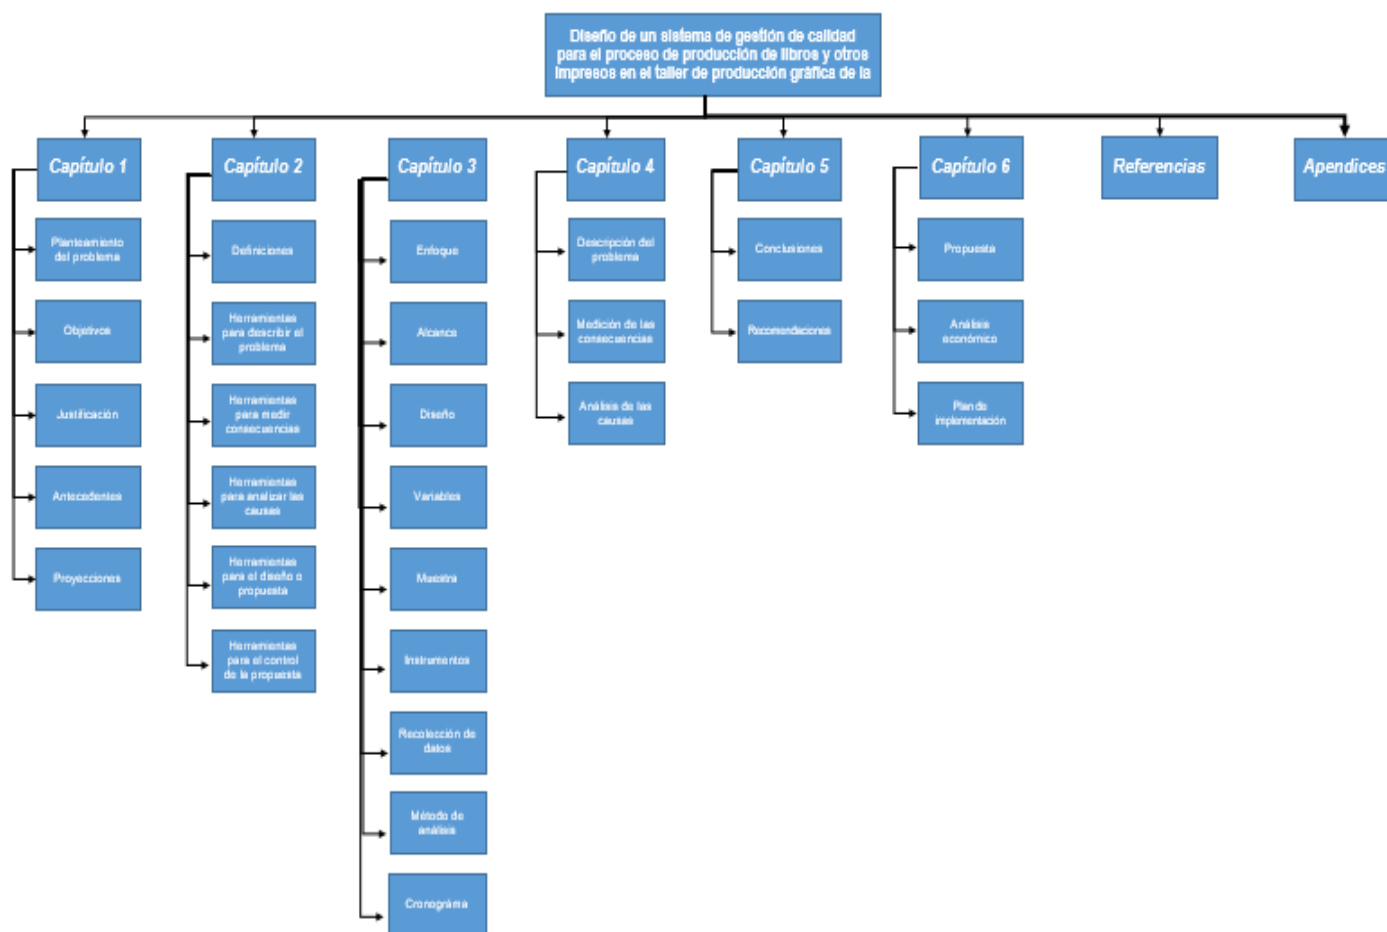 Diseño de un sistema de gestión de calidad
para el proceso de producción de libros y otros
impresos en el taller de producción gráfica de la
Capítulo 1
Planteamiento
del problema
Objetivos
Justificación
Antecedentes
Proyecciones
Capítulo 2
Definiciones
Herramientas
para describir el
problema
Herramientas
para medir
consecuencias
Herramientas
para analizar las
causas
Herramientas
para el diseño o
propuesta
Herramientas
para el control
de la propuesta
Capítulo 3
Enfoque
Alcance
Diseño
Variables
Muestra
Instrumentos
Recolección de
datos
Método de
análisis
Cronográma
Capítulo 4
Descripción del
problema
Medición de las
consecuencias
Análisis de las
causas
Capítulo 5
Conclusiones
Recomendaciones
Capítulo 6
Propuesta
Análisis
económico
Plan de
implementación
Referencias
Apendices